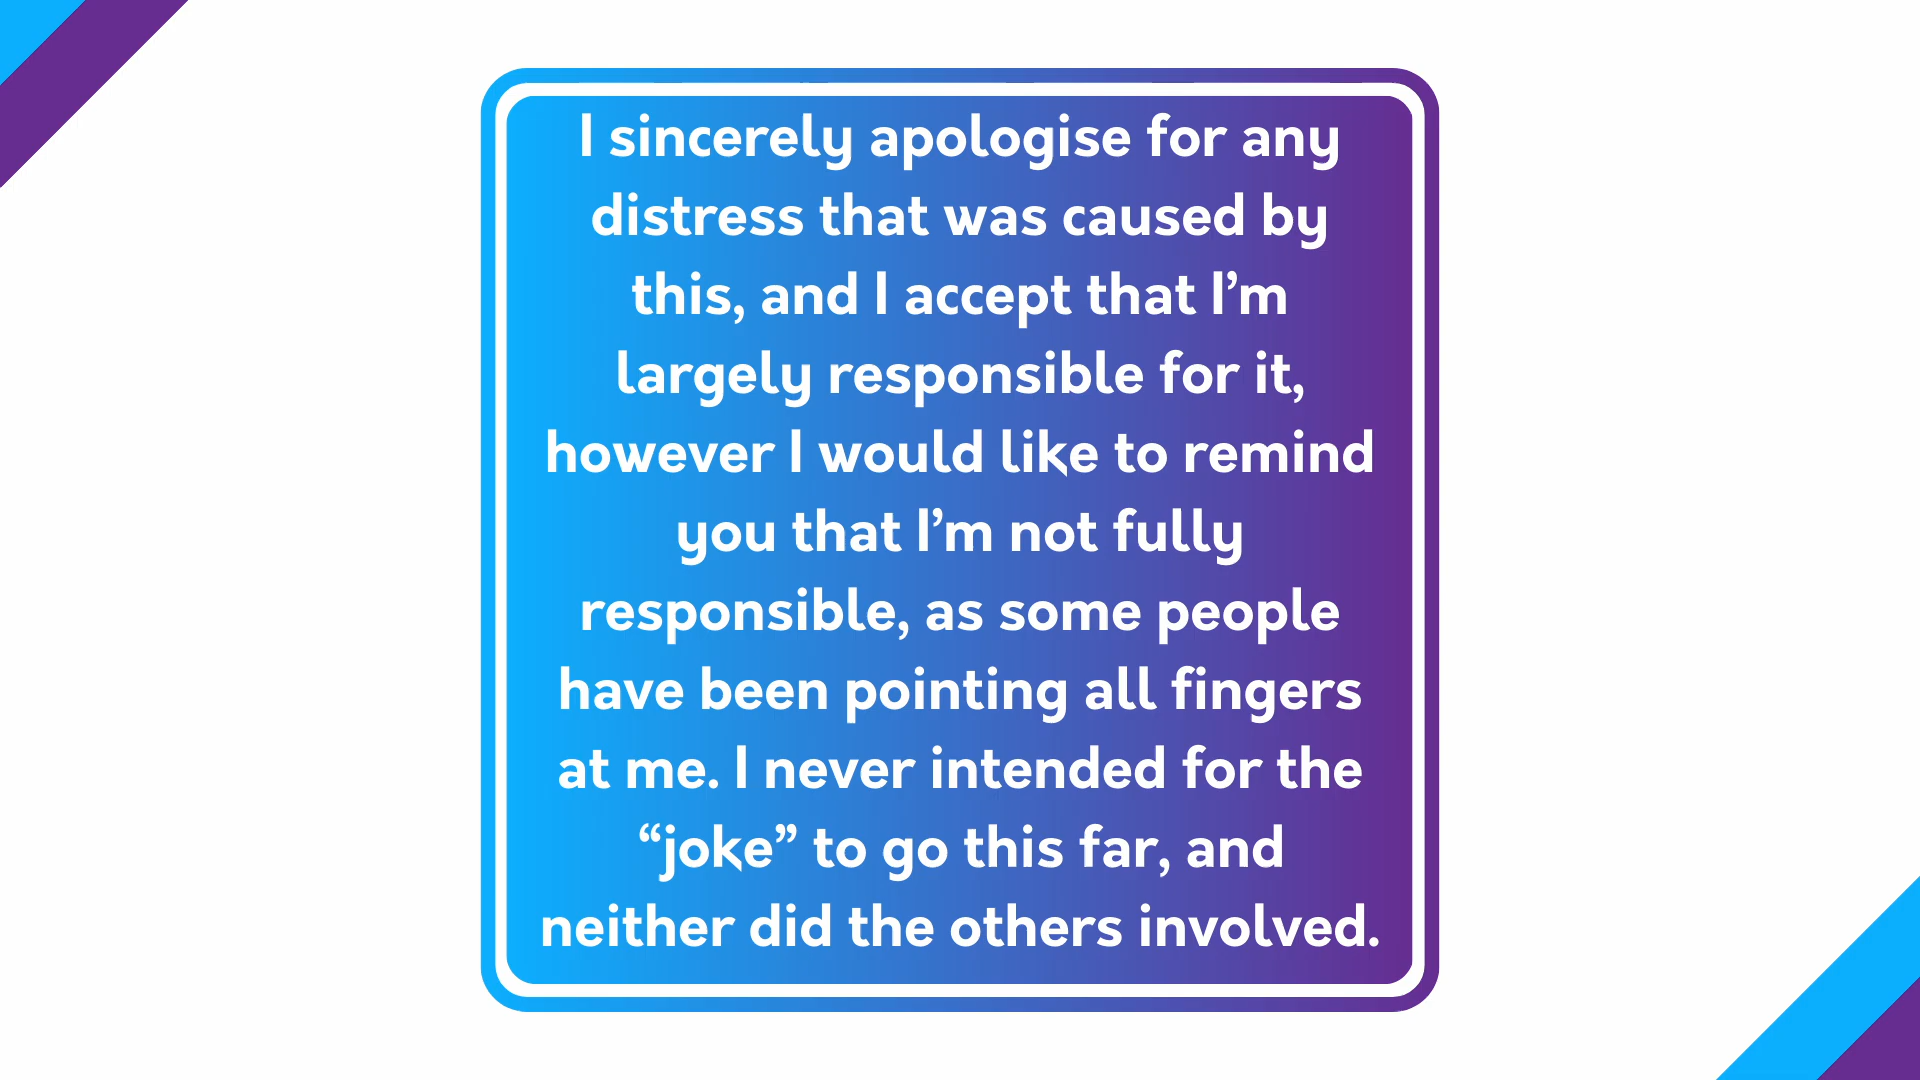 I sincerely apologise for any
distress that was caused by
this, and I accept that I’m
largely responsible for it,
however I would like to remind
you that I’m not fully
responsible, as some people
have been pointing all fingers
at me. I never intended for the
“joke” to go this far, and
neither did the others involved.